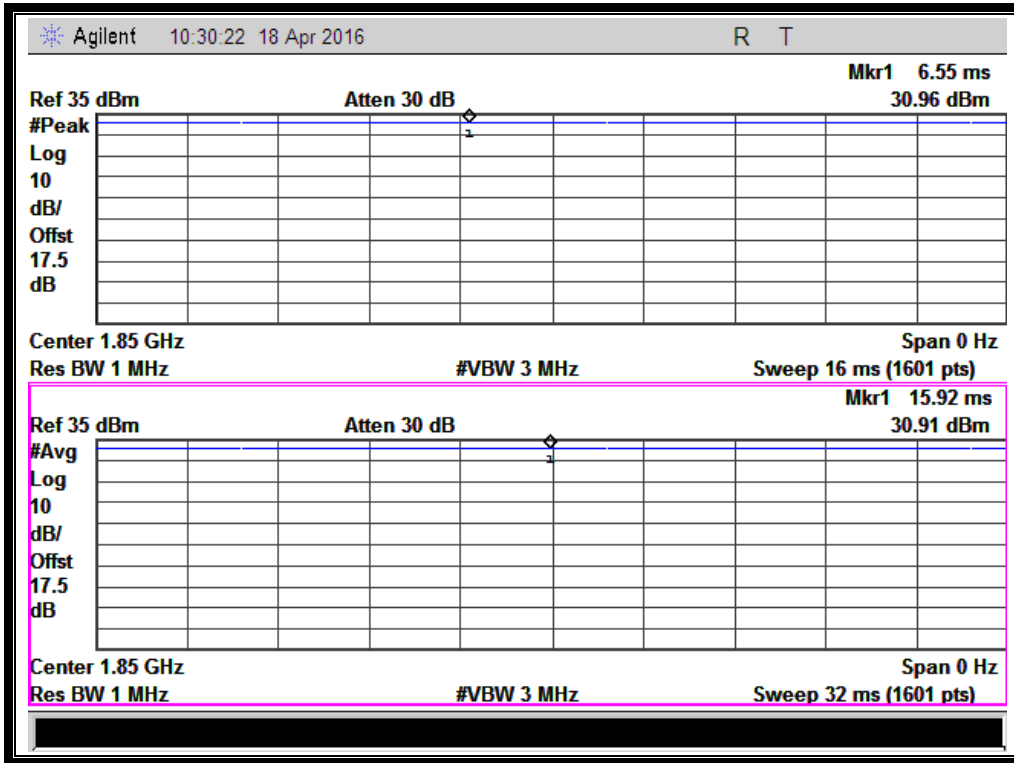 Agilent 10:30:22 18 Apr 2016 R T
Mkr1 6.55 ms
Ref 35 dBm Atten 30 dB 30.96 dBm
#Peak
1
Log
10
dB/
Offst
17.5
dB
Center 1.85 GHz Span 0 Hz
Res BW 1 MHz #VBW 3 MHz Sweep 16 ms (1601 pts)
Mkr1 15.92 ms
Ref 35 dBm Atten 30 dB 30.91 dBm
#Avg
1
Log
10
dB/
Offst
17.5
dB
Center 1.85 GHz Span 0 Hz
Res BW 1 MHz #VBW 3 MHz Sweep 32 ms (1601 pts)